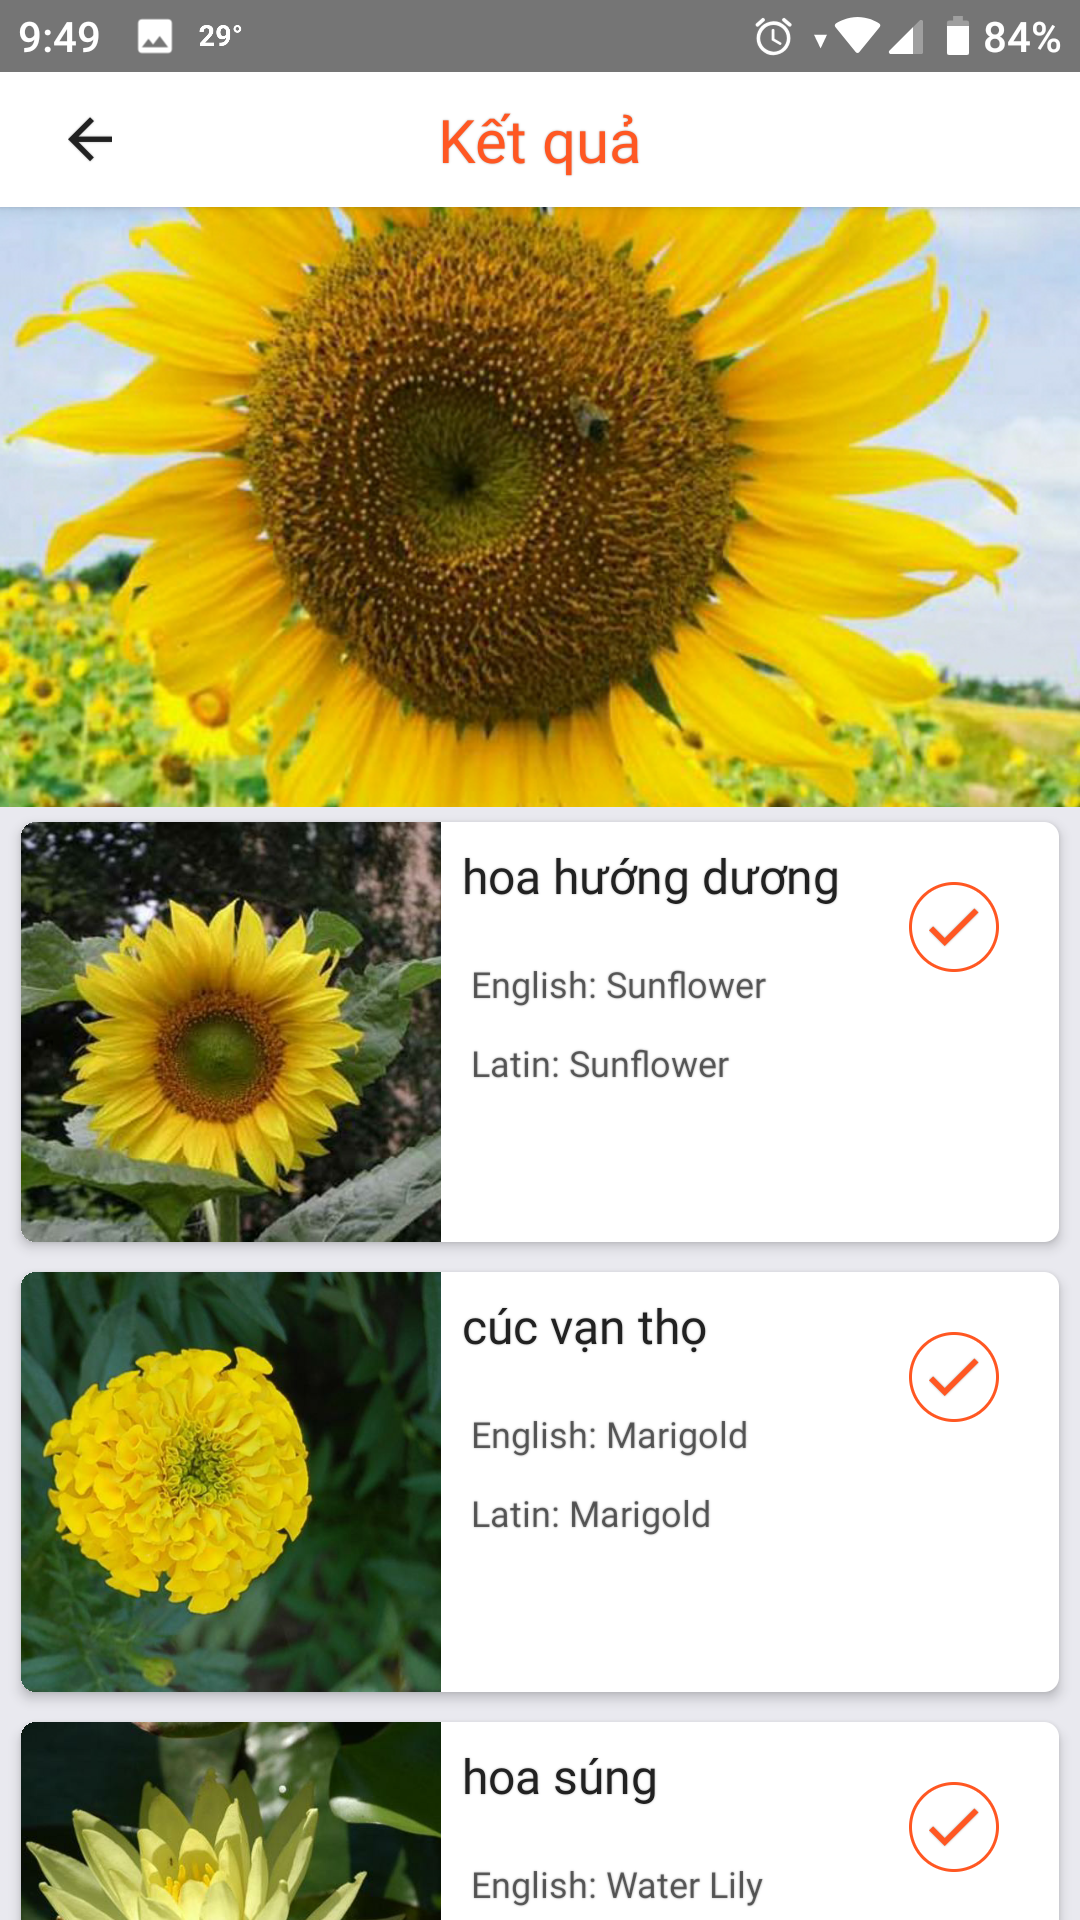 9:49 29° 84%
Kết quả
hoa hướng dương
English: Sunflower
Latin: Sunflower
cúc vạn thọ
English: Marigold
Latin: Marigold
hoa súng
English: Water Lily